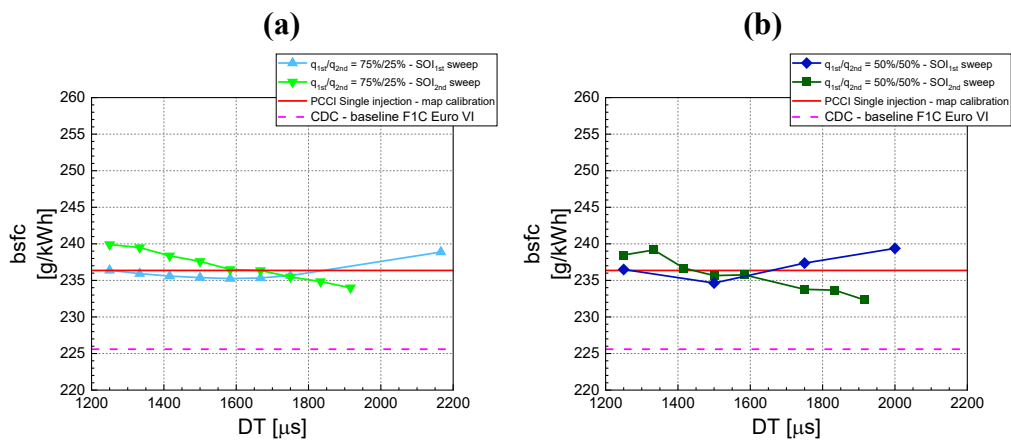 (a)
q1st/q2nd = 75%/25% - SOI1st sweep
q1st/q2nd = 75%/25% - SOI2nd sweep
PCCI Single injection - map calibration
CDC - baseline F1C Euro VI
260
255
250
245
240
235
230
225
220
bsfc
[g/kWh]
1200 1400 1600 1800 2000 2200
DT [μs]
(b)
q1st/q2nd = 50%/50% - SOI1st sweep
q1st/q2nd = 50%/50% - SOI2nd sweep
PCCI Single injection - map calibration
CDC - baseline F1C Euro VI
260
255
250
245
240
235
230
225
220
bsfc
[g/kWh]
1200 1400 1600 1800 2000 2200
DT [μs]